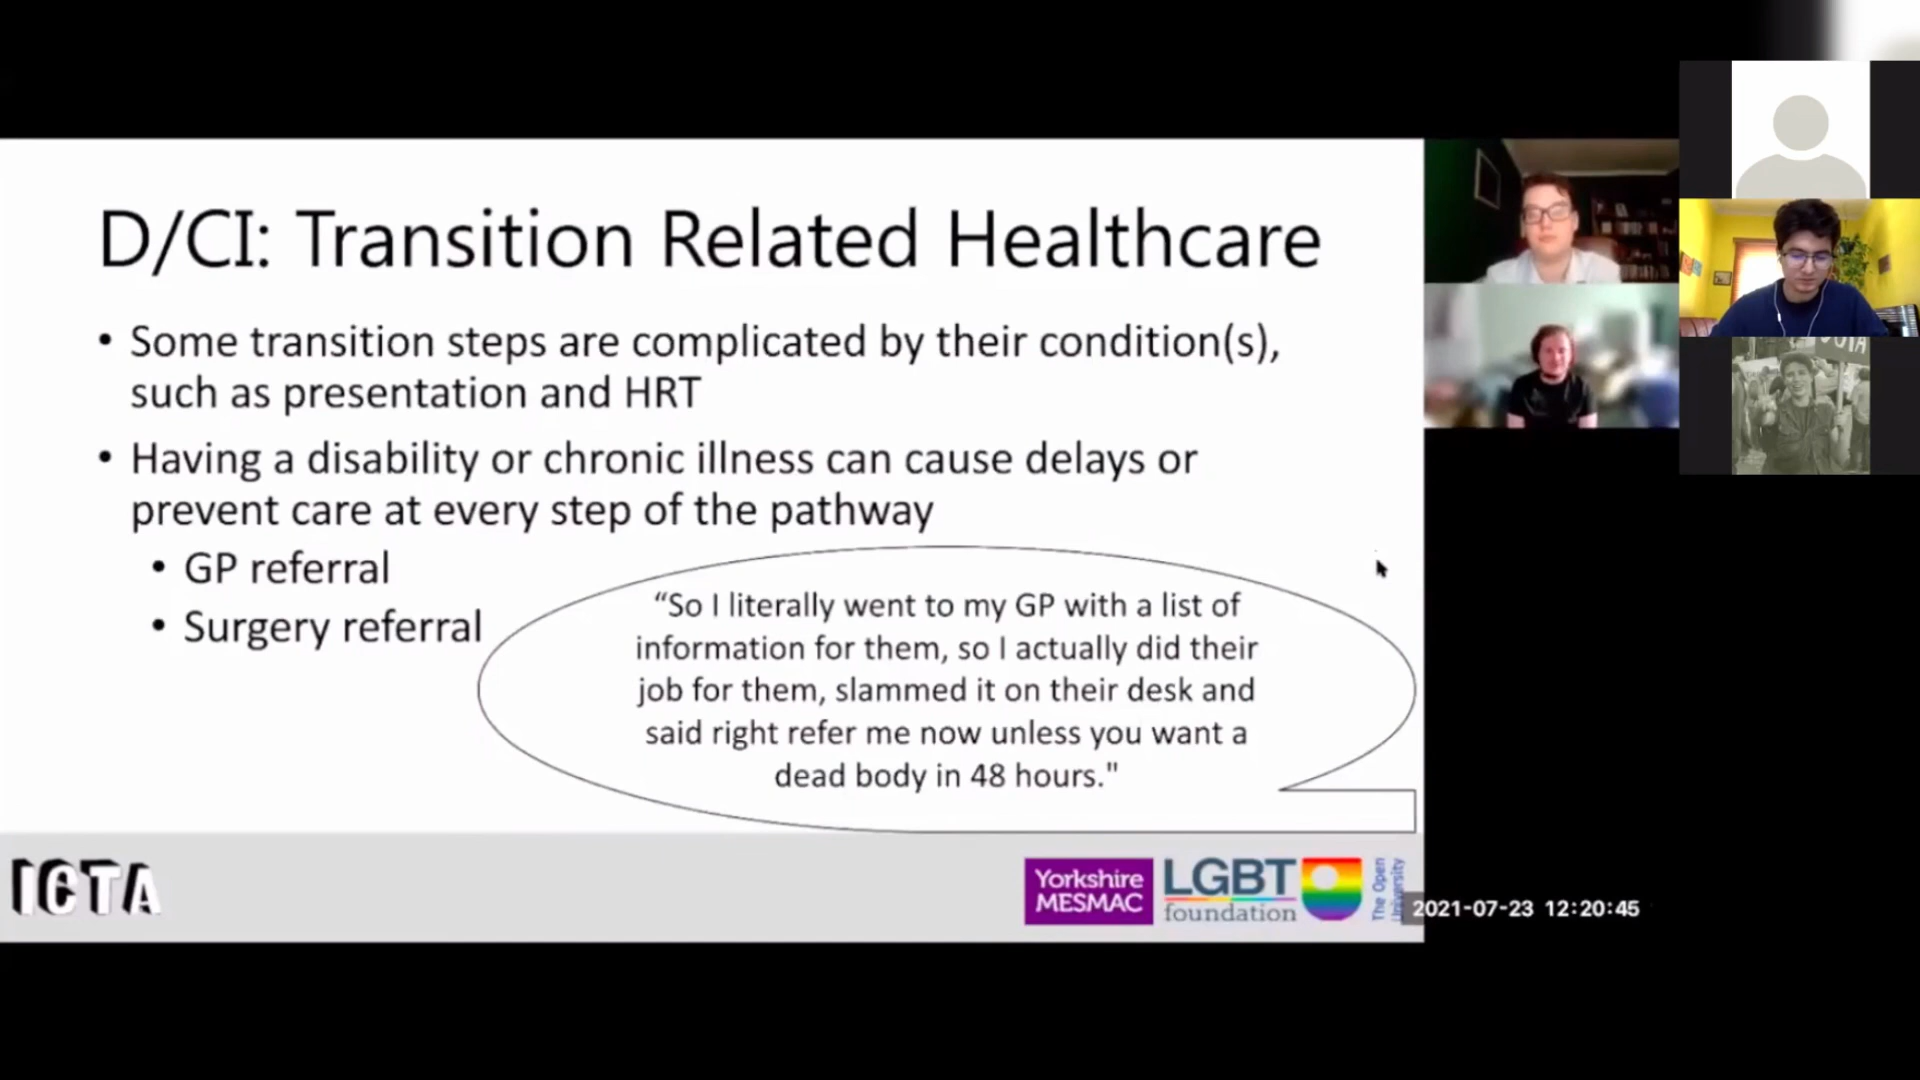 D/CI: Transition Related Healthcare
• Some transition steps are complicated by their condition(s),
such as presentation and HRT
• Having a disability or chronic illness can cause delays or
prevent care at every step of the pathway
• GP referral
• Surgery referral
“So I literally went to my GP with a list of
information for them, so I actually did their
job for them, slammed it on their desk and
said right refer me now unless you want a
dead body in 48 hours."
ICTA
Yorkshire
MESMAC
LGBT
foundation
The Open
University
2021-07-23 12:20:45